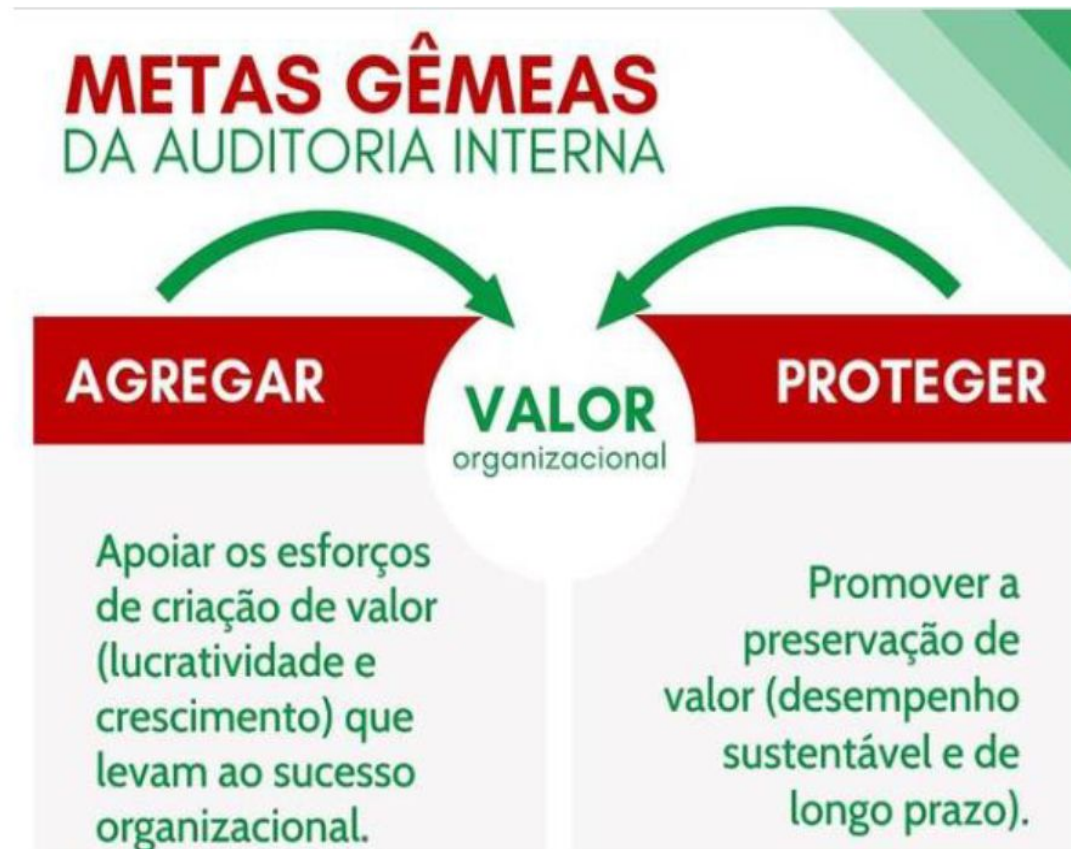 METAS GÊMEAS
DA AUDITORIA INTERNA
AGREGAR
VALOR
organizacional
PROTEGER
Apoiar os esforços
de criação de valor
(lucratividade e
crescimento) que
levam ao sucesso
organizacional.
Promover a
preservação de
valor (desempenho
sustentável e de
longo prazo).